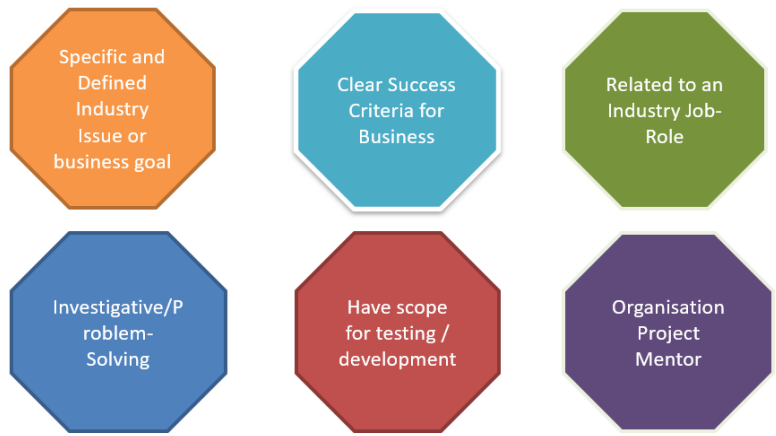 Specific and
Defined
Industry
Issue or
business goal
Clear Success
Criteria for
Business
Related to an
Industry Job-
Role
Investigative/P
roblem-
Solving
Have scope
for testing /
development
Organisation
Project
Mentor